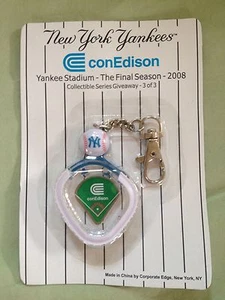 New York Yankees
conEdison
Yankee Stadium - The Final Season - 2008
Collectible Series Giveaway - 3 of 3
NY
conEdison
Made in China by Corporate Edge, New York, NY